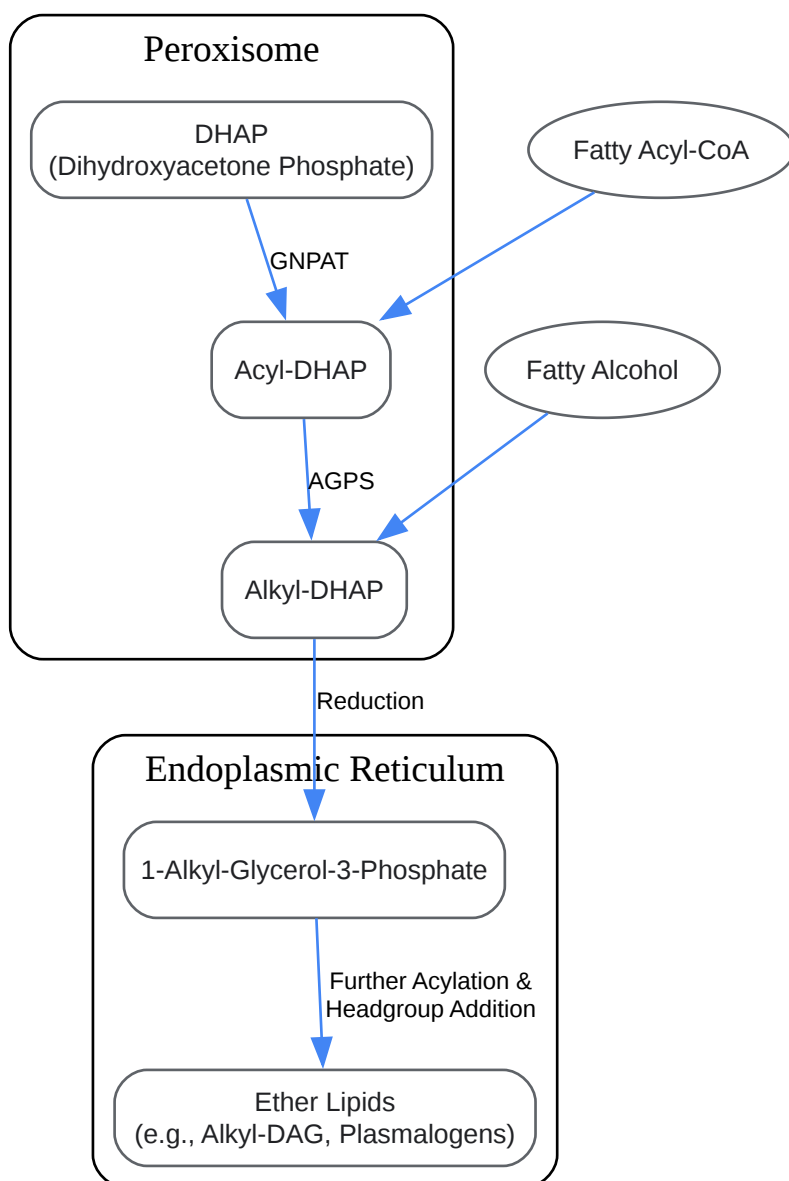 Peroxisome
DHAP
(Dihydroxyacetone Phosphate)
Fatty Acyl-CoA
GNPAT
Acyl-DHAP
Fatty Alcohol
AGPS
Alkyl-DHAP
Reduction
Endoplasmic Reticulum
1-Alkyl-Glycerol-3-Phosphate
Further Acylation &
Headgroup Addition
Ether Lipids
(e.g., Alkyl-DAG, Plasmalogens)